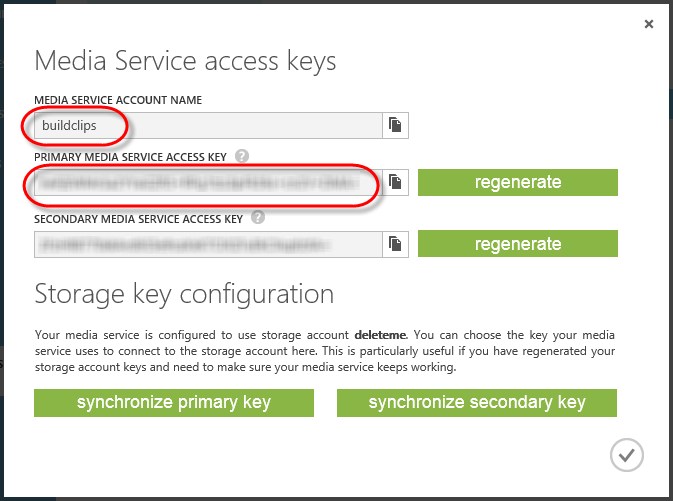 Media Service access keys
MEDIA SERVICE ACCOUNT NAME
buildclips
PRIMARY MEDIA SERVICE ACCESS KEY ?
regenerate
SECONDARY MEDIA SERVICE ACCESS KEY ?
regenerate
Storage key configuration
Your media service is configured to use storage account deleteme. You can choose the key your media
service uses to connect to the storage account here. This is particularly useful if you have regenerated your
storage account keys and need to make sure your media service keeps working.
synchronize primary key
synchronize secondary key